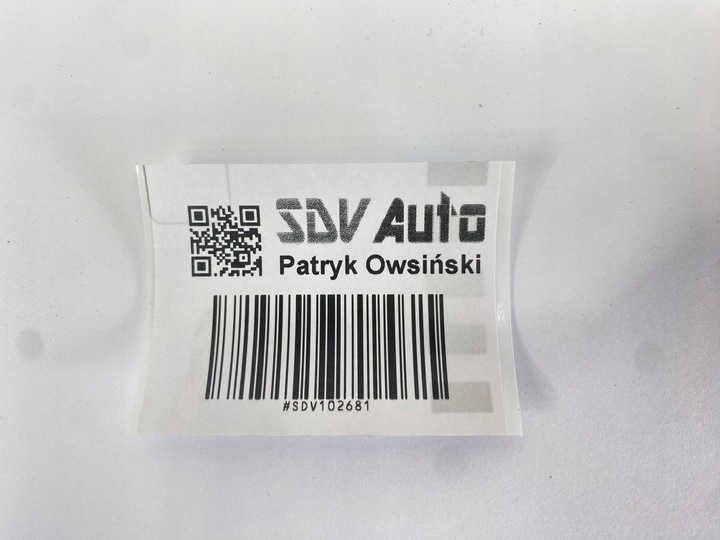 SDV Auto
Patryk Owsiński
#SDV102681